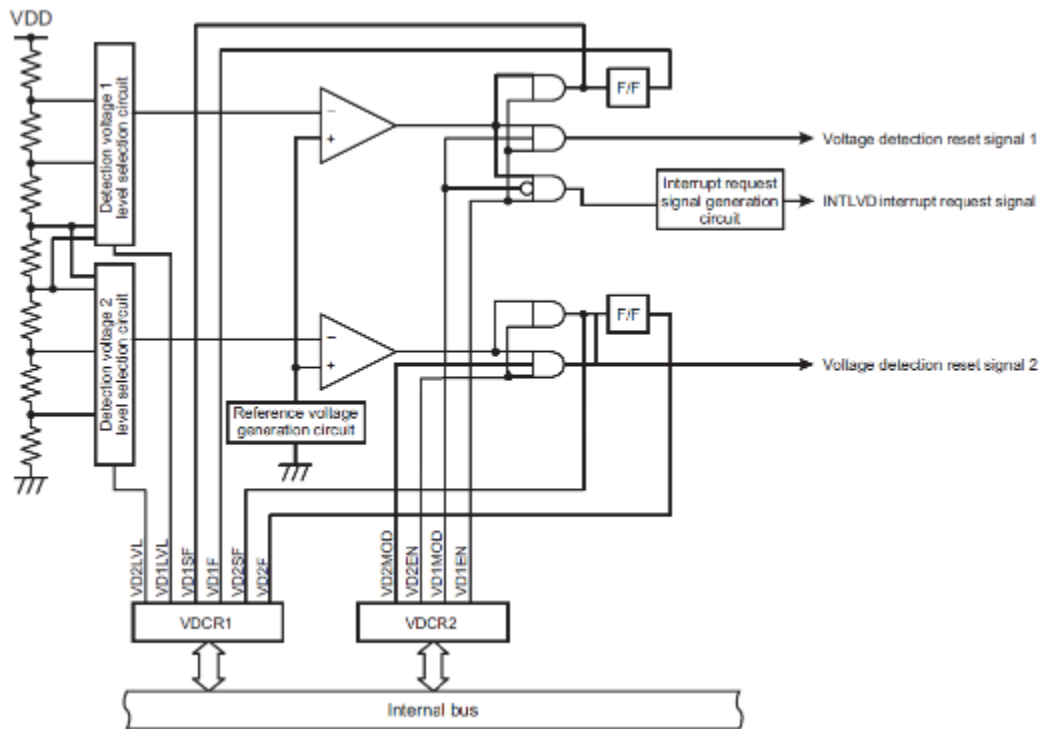 VDD
Detection voltage 1
level selection circuit
F/F
Voltage detection reset signal 1
Interrupt request
signal generation
circuit
INTLVD interrupt request signal
Detection voltage 2
level selection circuit
F/F
Voltage detection reset signal 2
Reference voltage
generation circuit
VD2LVL
VD1LVL
VD1SF
VD1F
VD2SF
VD2F
VD2MOD
VD2EN
VD1MOD
VD1EN
VDCR1
VDCR2
Internal bus